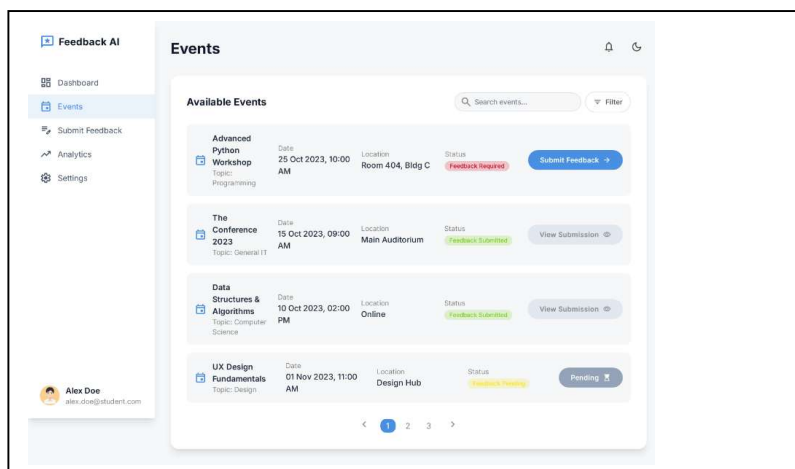 Feedback AI
Dashboard
Events
Submit Feedback
Analytics
Settings
Alex Doe
alex.doe@student.com
Events
Available Events
Search events...
Filter
Advanced
Python
Workshop
Topic:
Programming
Date
25 Oct 2023, 10:00
AM
Location
Room 404, Bldg C
Status
Feedback Required
Submit Feedback
The
Conference
2023
Topic: General IT
Date
15 Oct 2023, 09:00
AM
Location
Main Auditorium
Status
Feedback Submitted
View Submission
Data
Structures &
Algorithms
Topic: Computer
Science
Date
10 Oct 2023, 02:00
PM
Location
Online
Status
Feedback Submitted
View Submission
UX Design
Fundamentals
Topic: Design
Date
01 Nov 2023, 11:00
AM
Location
Design Hub
Status
Feedback Pending
Pending
1 2 3